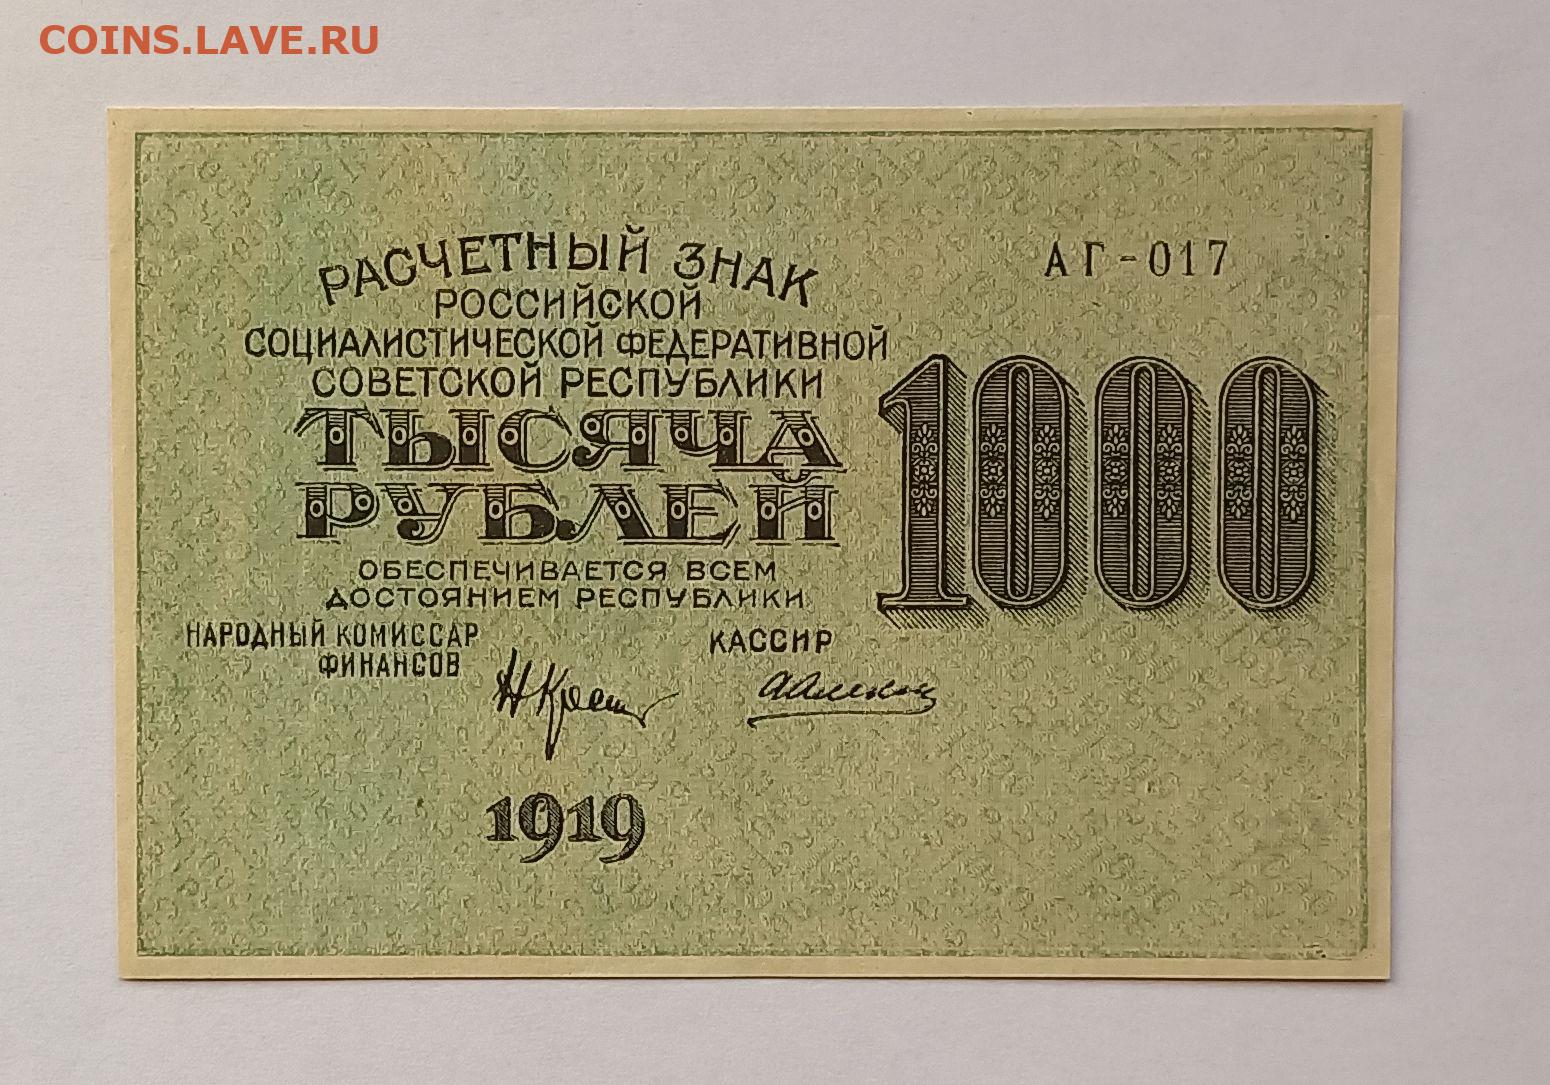 COINS.LAVE.RU
РАСЧЕТНЫЙ ЗНАК
РОССИЙСКОЙ
СОЦИАЛИСТИЧЕСКОЙ ФЕДЕРАТИВНОЙ
СОВЕТСКОЙ РЕСПУБЛИКИ
ТЫСЯЧА
РУБЛЕЙ
ОБЕСПЕЧИВАЕТСЯ ВСЕМ
ДОСТОЯНИЕМ РЕСПУБЛИКИ
НАРОДНЫЙ КОМИССАР
ФИНАНСОВ
КАССИР
1919
АГ-017
1000